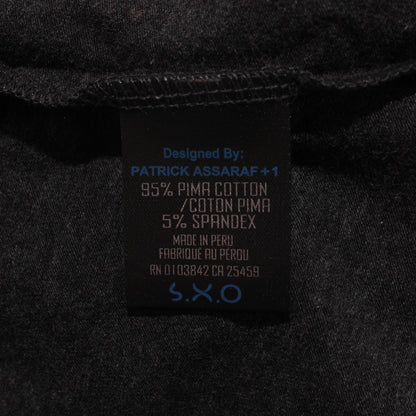 Designed By:
PATRICK ASSARAF + 1
95% PIMA COTTON
/COTON PIMA
5% SPANDEX
MADE IN PERU
FABRIQUE AU PEROU
RN 0103842 CA 25459
S.X.O